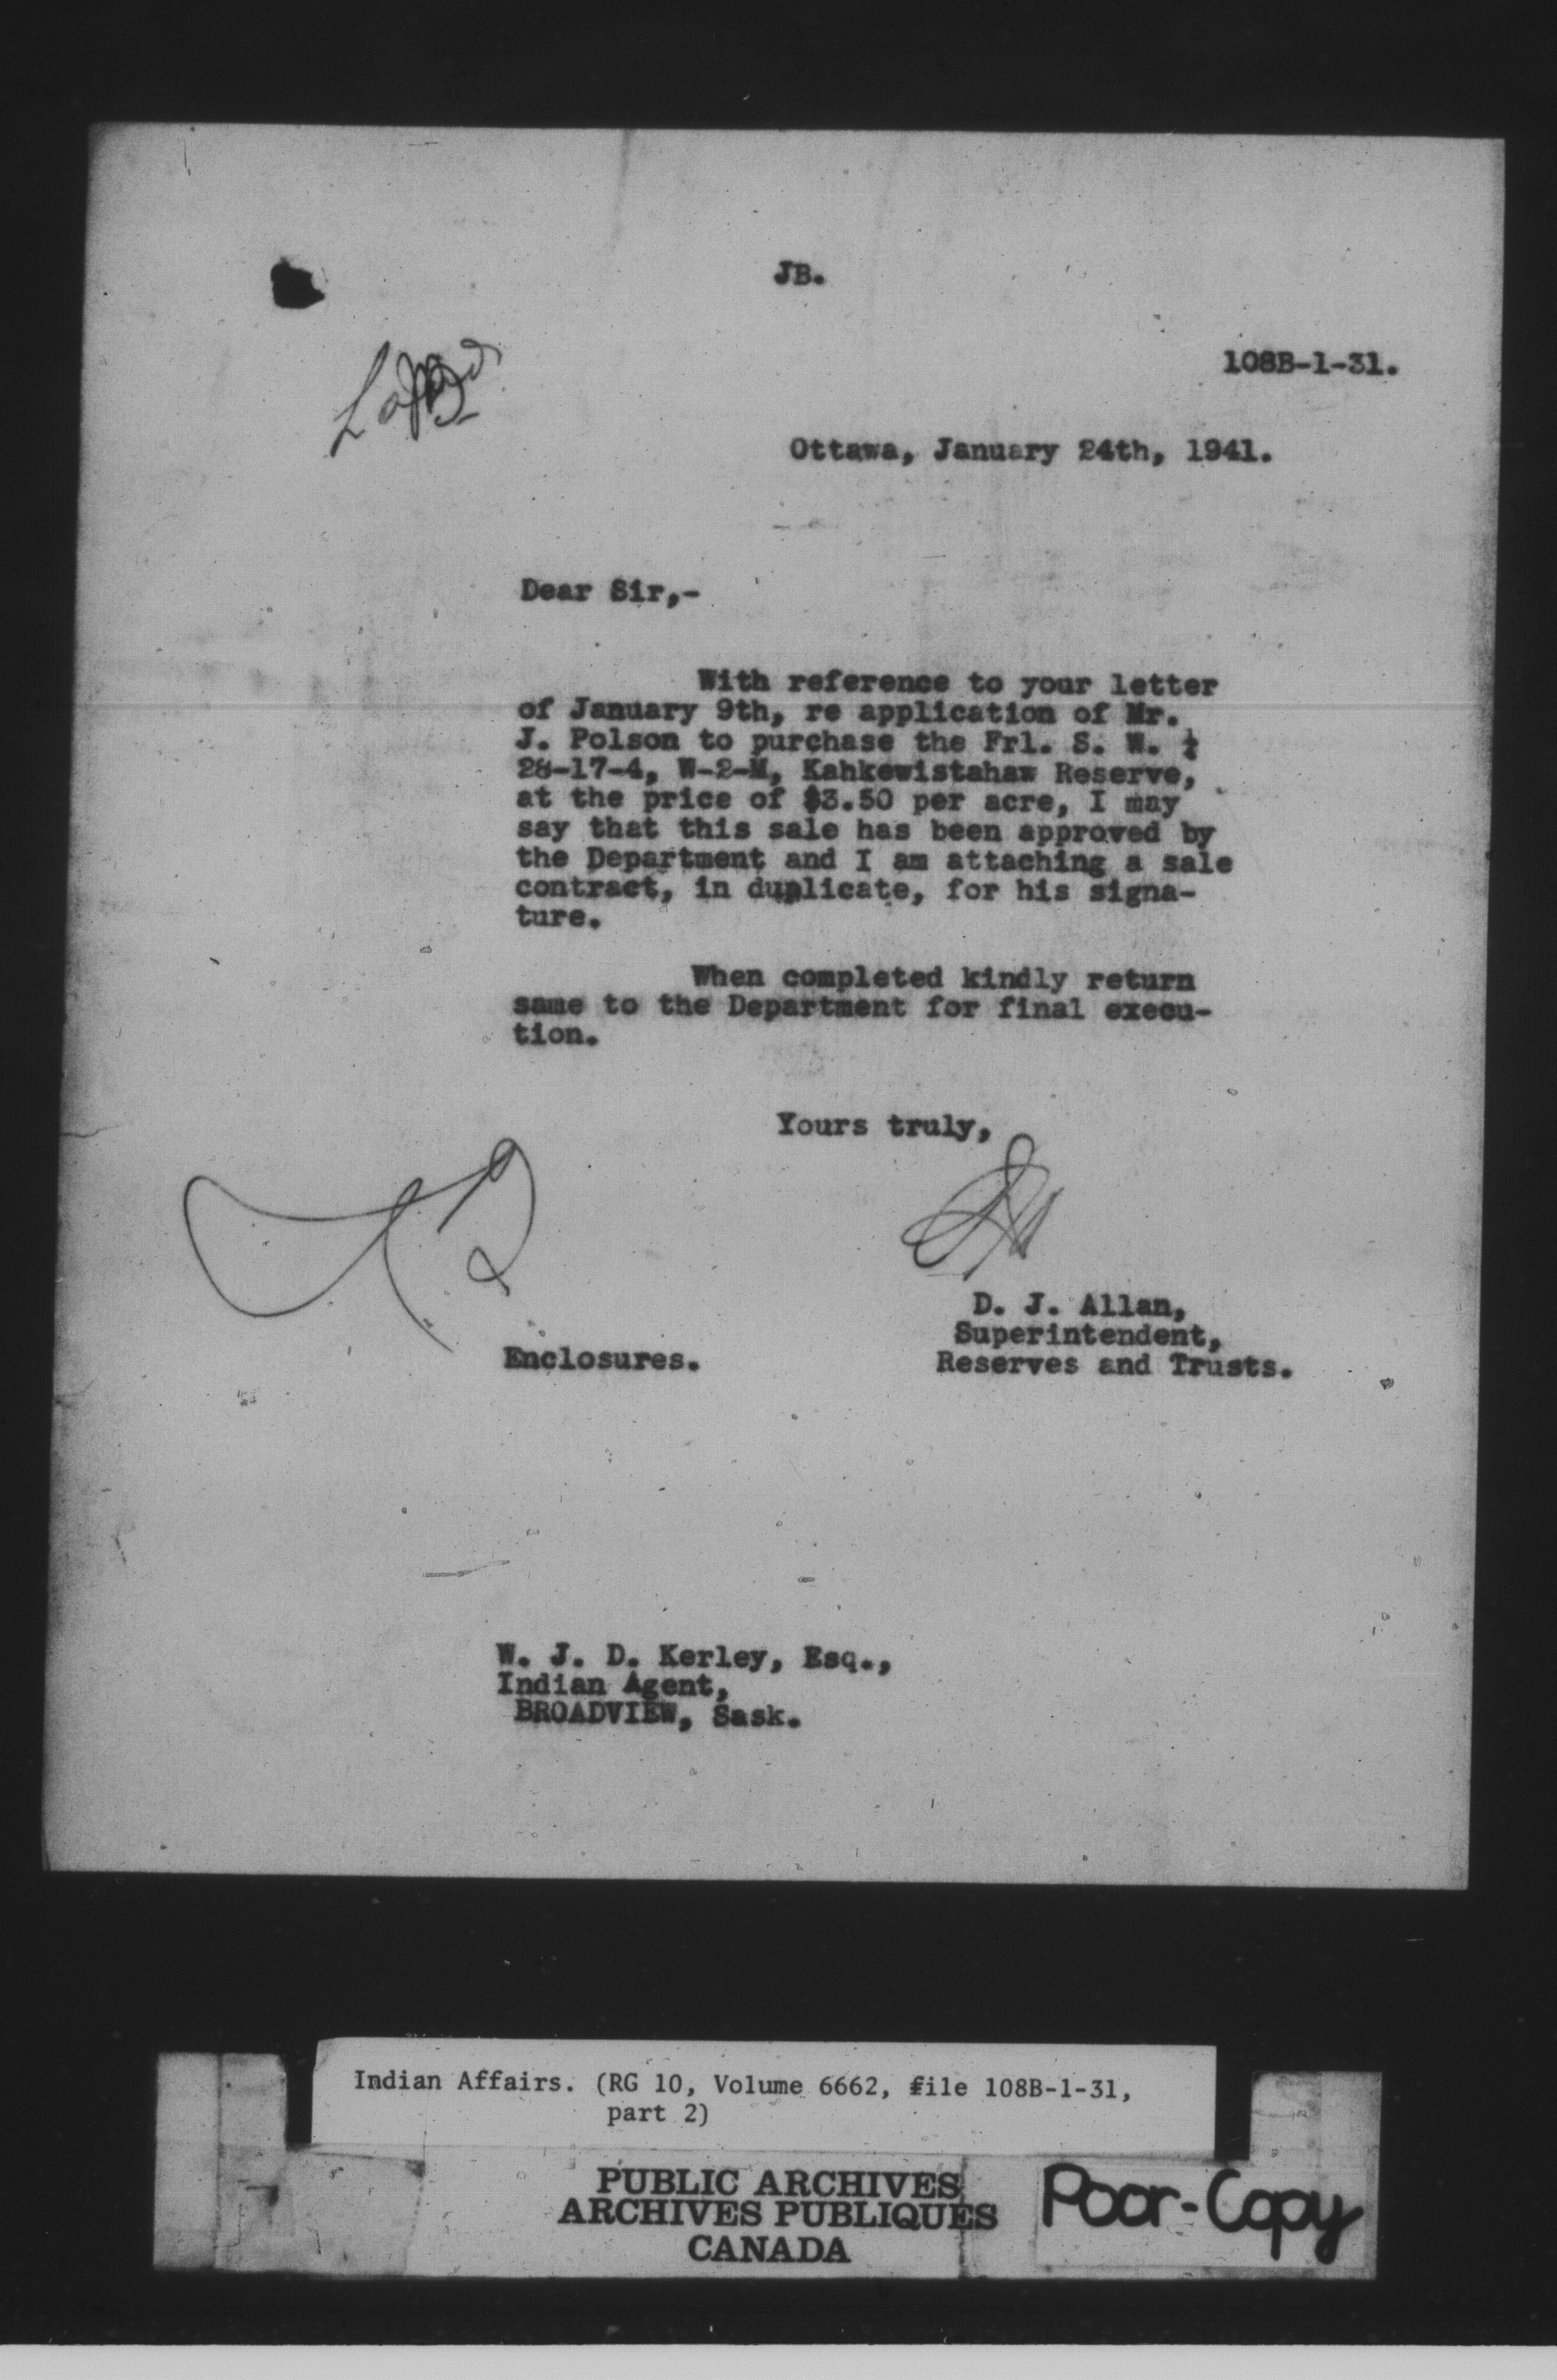 JB.
108B-1-31.
Ottawa, January 24th, 1941.
Dear Sir,-
With reference to your letter
of January 9th, re application of Mr.
J. Polson to purchase the Frl. S. W. ¼
28-17-4, W-2-M, Kahkewistahaw Reserve,
at the price of $3.50 per acre, I may
say that this sale has been approved by
the Department and I am attaching a sale
contract, in duplicate, for his signa-
ture.
When completed kindly return
same to the Department for final execu-
tion.
Yours truly,
D. J. Allan,
Superintendent,
Reserves and Trusts.
Enclosures.
W. J. D. Kerley, Esq.,
Indian Agent,
BROADVIEW, Sask.
Indian Affairs. (RG 10, Volume 6662, file 108B-1-31,
part 2)
PUBLIC ARCHIVES
ARCHIVES PUBLIQUES
CANADA
Poor-Copy